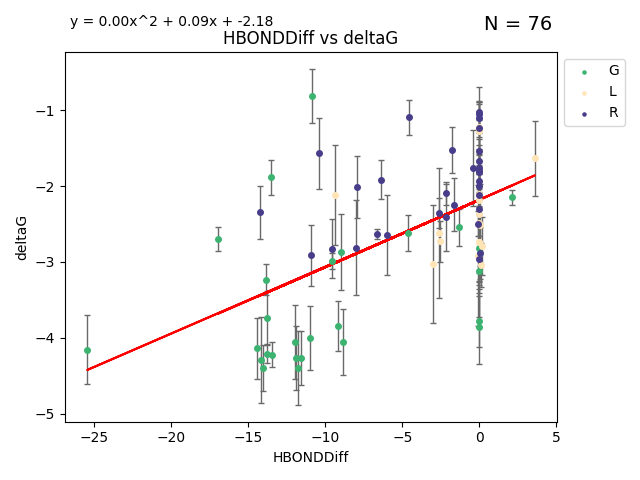 y = 0.00x^2 + 0.09x + -2.18
N = 76
HBONDDiff vs deltaG
G
L
R
deltaG
−1
−2
−3
−4
−5
−25
−20
−15
−10
−5
0
5
HBONDDiff